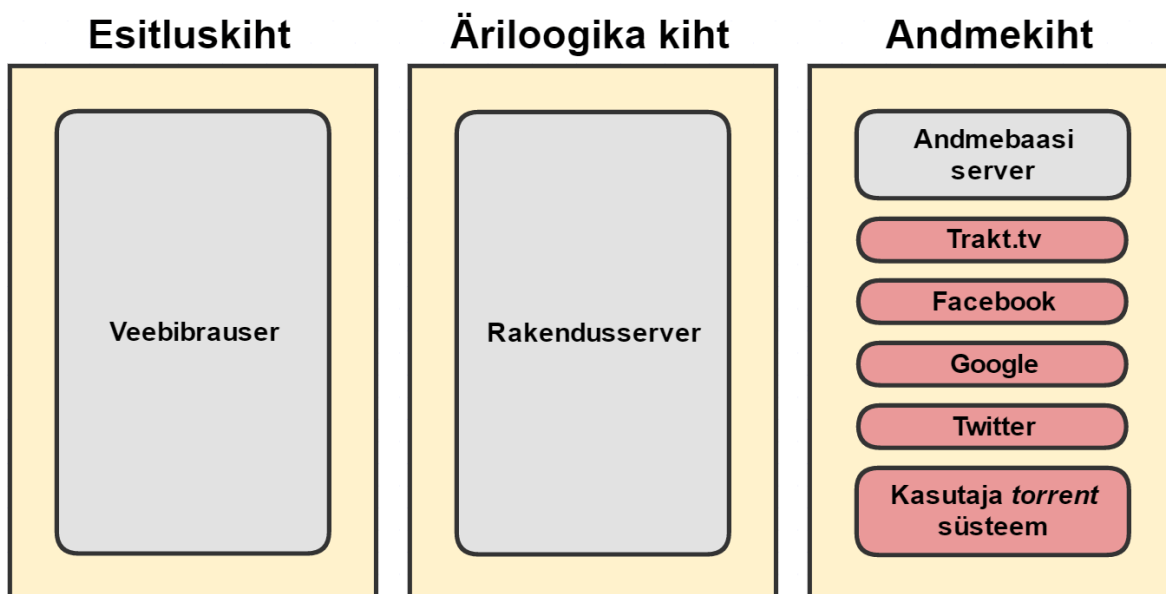 Esitluskiht
Äriloogika kiht
Andmekiht
Veebibrauser
Rakendusserver
Andmebaasi
server
Trakt.tv
Facebook
Google
Twitter
Kasutaja torrent
süsteem